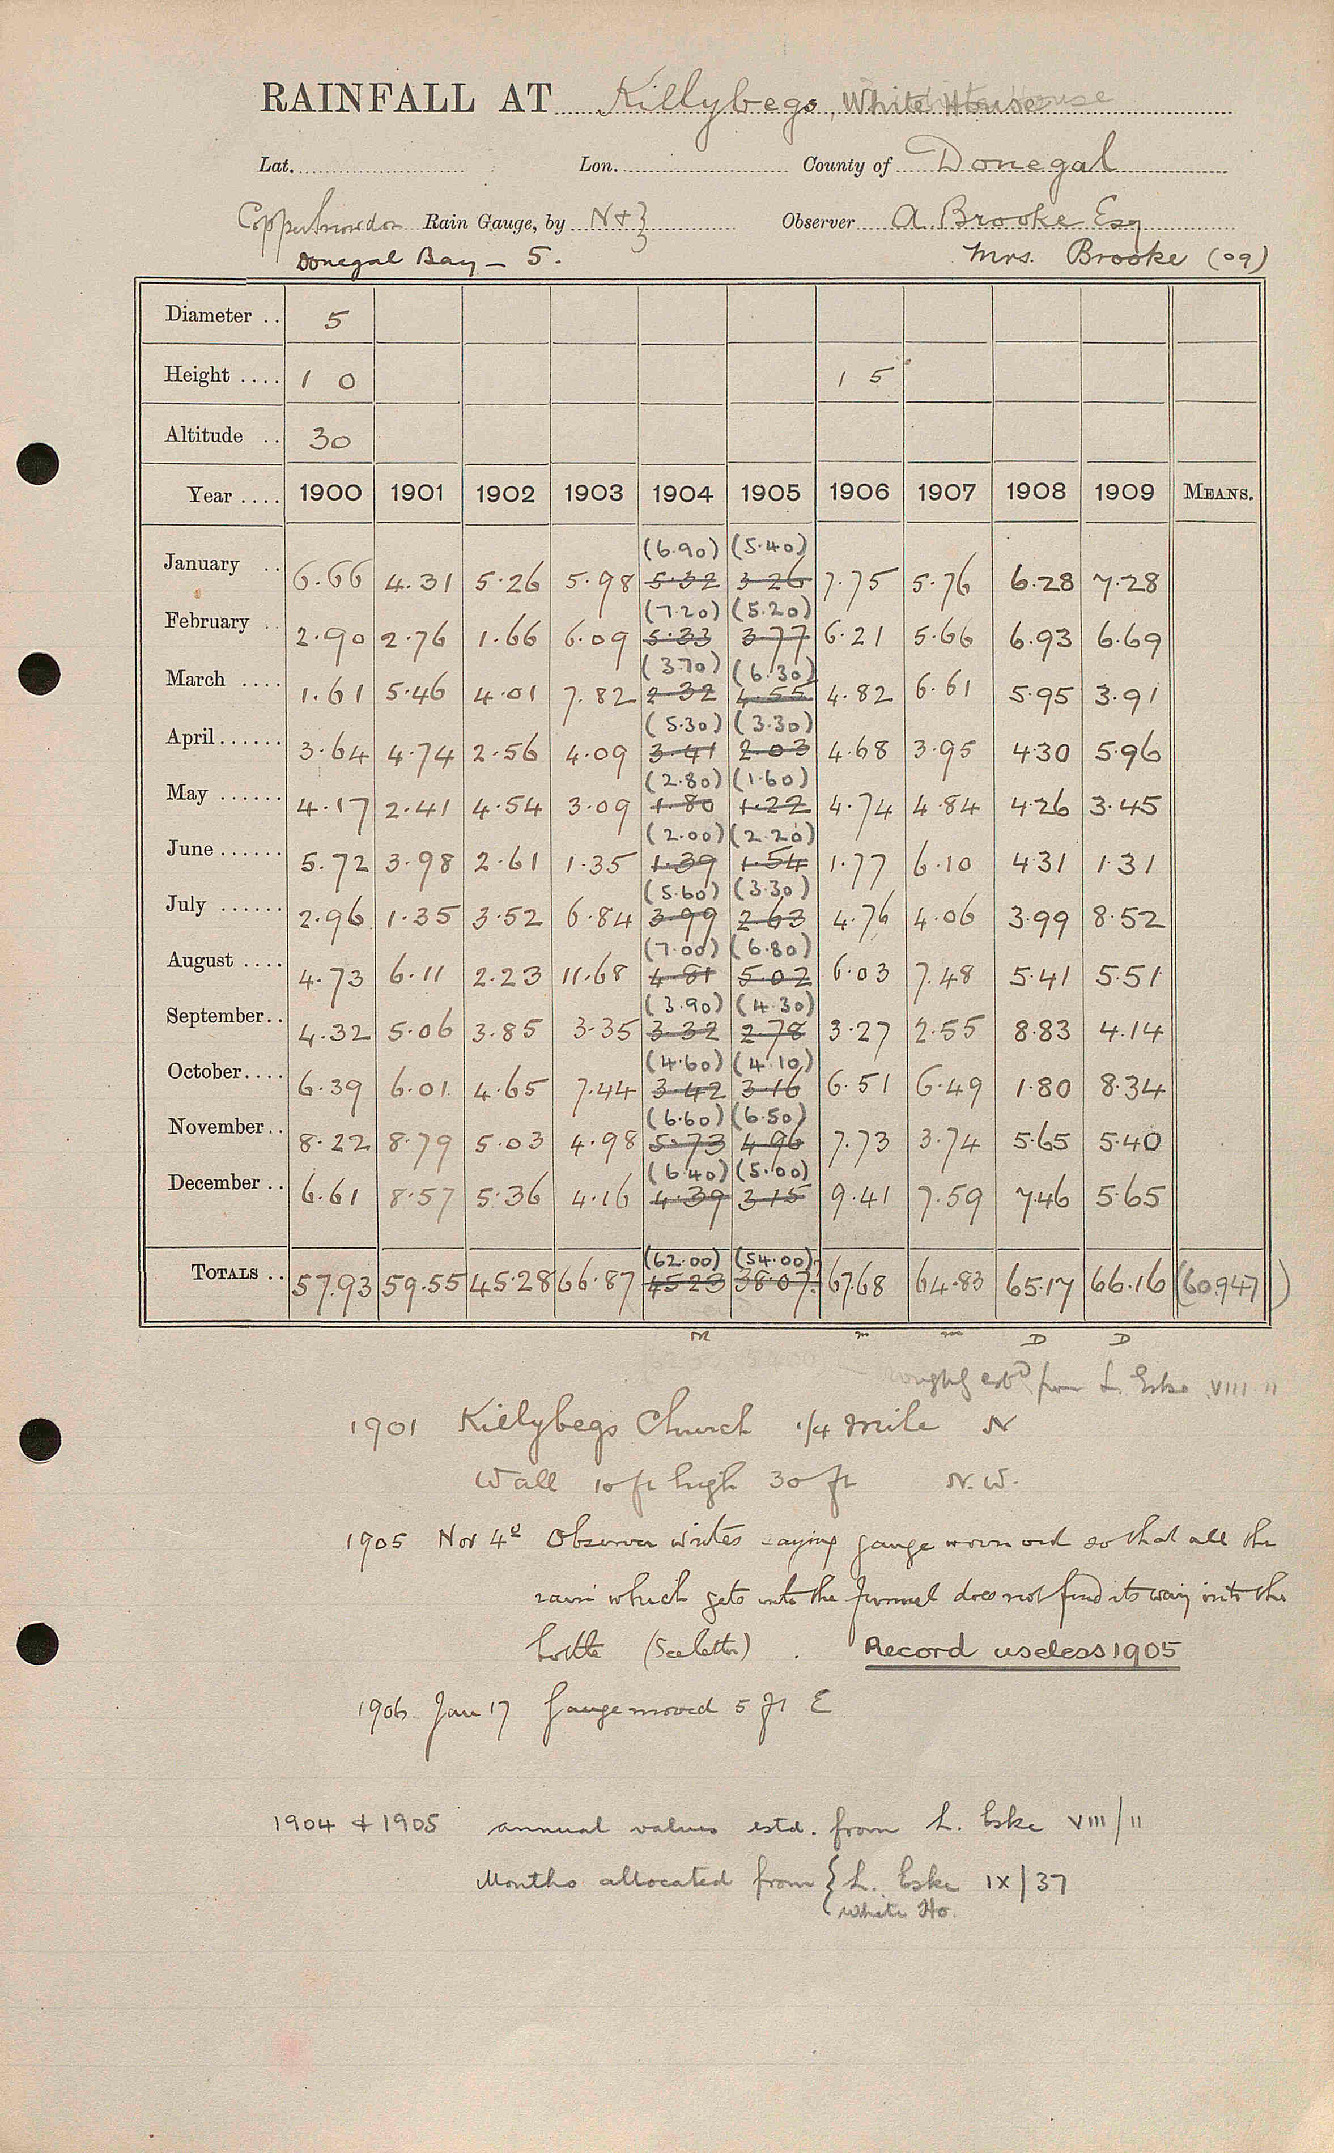 RAINFALL AT Killybegs, White House
Lat. Lon. County of Donegal
Copper Snowdon Rain Gauge, by N + Z Observer A. Brooke Esq
Donegal Bay - 5. Mrs. Brooke (09)
Diameter .. 5
Height .... 1 0 1 5
Altitude .. 30
Year .... 1900 1901 1902 1903 1904 1905 1906 1907 1908 1909 MEANS.
(6.90) (5.40)
January .. 6.66 4.31 5.26 5.98 5.32 3.26 7.75 5.76 6.28 7.28
(7.20) (5.20)
February .. 2.90 2.76 1.66 6.09 5.33 3.77 6.21 5.66 6.93 6.69
(3.70) (6.30)
March .... 1.61 5.46 4.01 7.82 2.32 4.55 4.82 6.61 5.95 3.91
(5.30) (3.30)
April ...... 3.64 4.74 2.56 4.09 3.41 2.03 4.68 3.95 4.30 5.96
(2.80) (1.60)
May ...... 4.17 2.41 4.54 3.09 1.80 1.22 4.74 4.84 4.26 3.45
(2.00) (2.20)
June ...... 5.72 3.98 2.61 1.35 1.39 1.54 1.77 6.10 4.31 1.31
(5.60) (3.30)
July ...... 2.96 1.35 3.52 6.84 3.99 2.63 4.76 4.06 3.99 8.52
(7.00) (6.80)
August .... 4.73 6.11 2.23 11.68 4.81 5.02 6.03 7.48 5.41 5.51
(3.90) (4.30)
September .. 4.32 5.06 3.85 3.35 3.32 2.78 3.27 2.55 8.83 4.14
(4.60) (4.10)
October .... 6.39 6.01 4.65 7.44 3.42 3.16 6.51 6.49 1.80 8.34
(6.60) (6.50)
November .. 8.22 8.79 5.03 4.98 5.73 4.96 7.73 3.74 5.65 5.40
(6.40) (5.00)
December .. 6.61 8.57 5.36 4.16 4.39 3.15 9.41 7.59 7.46 5.65
(62.00) (54.00)
TOTALS .. 57.93 59.55 45.28 66.87 45.23 38.07 67.68 64.83 65.17 66.16 (60.947)
M m m D D
roughly estd from L. Eske VIII 11
1901 Killybegs Church 1/4 mile N
Wall 10 ft high 30 ft N.W.
1905 Nov 4th Observer writes saying gauge worn out so that all the
rain which gets into the funnel does not find its way into the
bottle (See letter) . Record useless 1905
1906 Jan 17 Gauge moved 5 ft E
1904 + 1905 annual values estd. from L. Eske VIII/11
Months allocated from { L. Eske IX/37
White Ho.